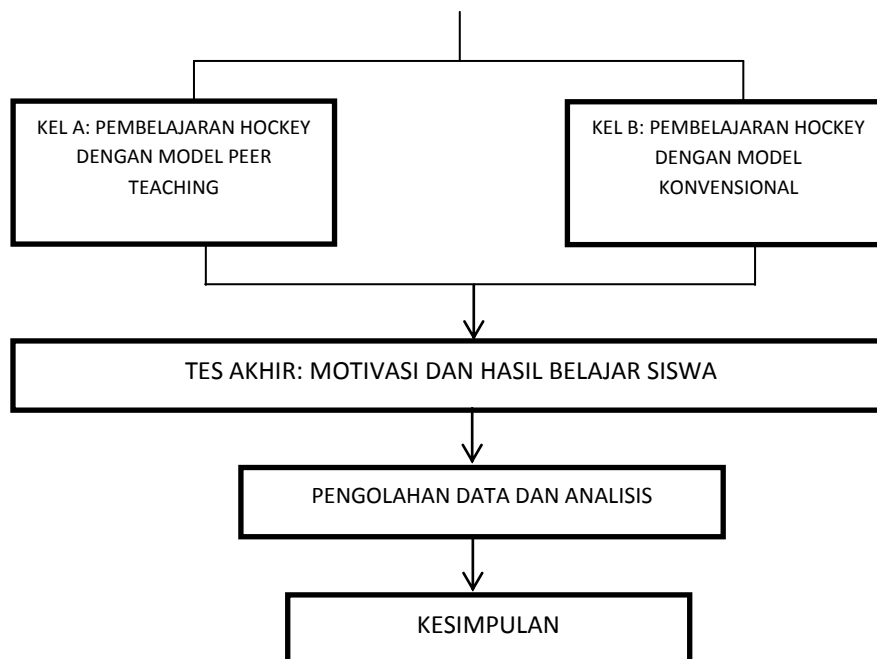 KEL A: PEMBELAJARAN HOCKEY
DENGAN MODEL PEER
TEACHING
KEL B: PEMBELAJARAN HOCKEY
DENGAN MODEL
KONVENSIONAL
TES AKHIR: MOTIVASI DAN HASIL BELAJAR SISWA
PENGOLAHAN DATA DAN ANALISIS
KESIMPULAN